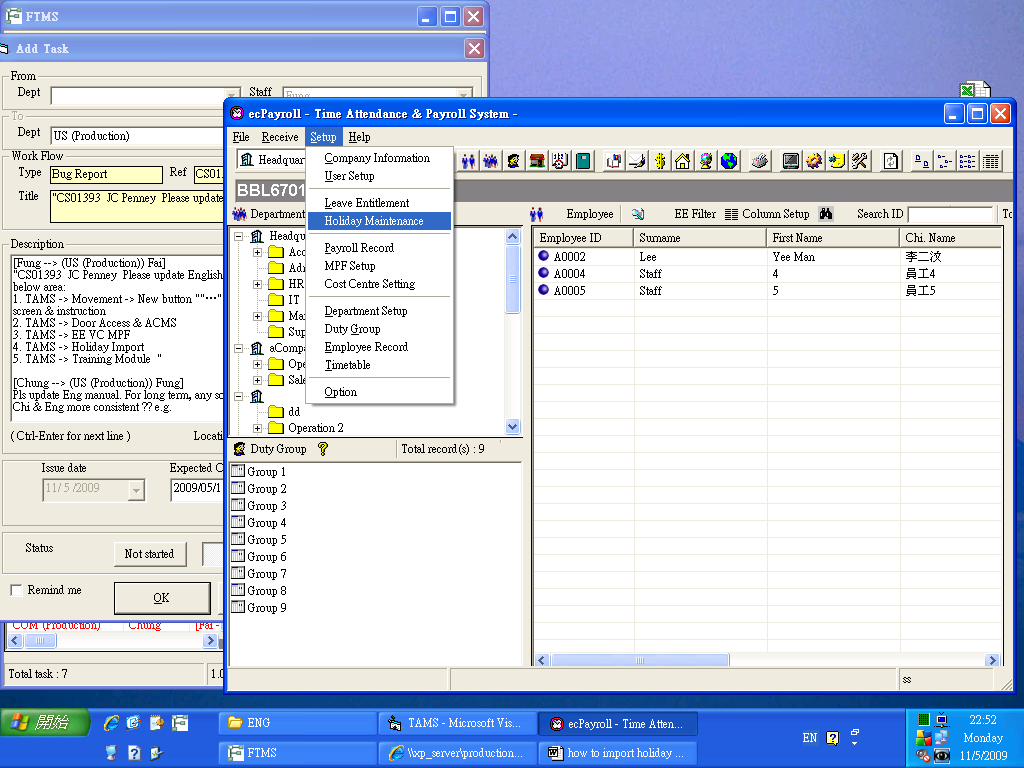 FTMS
Add Task
From
Dept
Staff
Fung
To
Dept
US (Production)
Work Flow
Type
Bug Report
Ref
CS01
Title
"CS01393 JC Penney Please update
Description
[Fung --> (US (Production)) Fai]
"CS01393 JC Penney Please update English
below area:
1. TAMS -> Movement -> New button ""…"
screen & instruction
2. TAMS -> Door Access & ACMS
3. TAMS -> EE VC MPF
4. TAMS -> Holiday Import
5. TAMS -> Training Module "
[Chung --> (US (Production)) Fung]
Pls update Eng manual. For long term, any so
Chi & Eng more consistent ?? e.g.
( Ctrl-Enter for next line )
Locati
Issue date
Expected C
11/ 5 /2009
2009/05/1
Status
Not started
Remind me
OK
COM (Production)
Chung
[Fai -
Total task : 7
1.0
ecPayroll - Time Attendance & Payroll System -
File
Receive
Setup
Help
Headquar
BBL6701
Department
Employee
EE Filter
Column Setup
Search ID
To
Company Information
User Setup
Leave Entitlement
Holiday Maintenance
Payroll Record
MPF Setup
Cost Centre Setting
Department Setup
Duty Group
Employee Record
Timetable
Option
Headqu
Acc
Adr
HR
IT
Ma
Sup
aCompa
Ope
Sale
dd
Operation 2
Employee ID
Surname
First Name
Chi. Name
A0002
Lee
Yee Man
李二汶
A0004
Staff
4
員工4
A0005
Staff
5
員工5
Duty Group
Total record(s) : 9
Group 1
Group 2
Group 3
Group 4
Group 5
Group 6
Group 7
Group 8
Group 9
ss
開始
ENG
TAMS - Microsoft Vis...
ecPayroll - Time Atten...
FTMS
\\xp_server\production...
how to import holiday ...
EN
22:52
Monday
11/5/2009